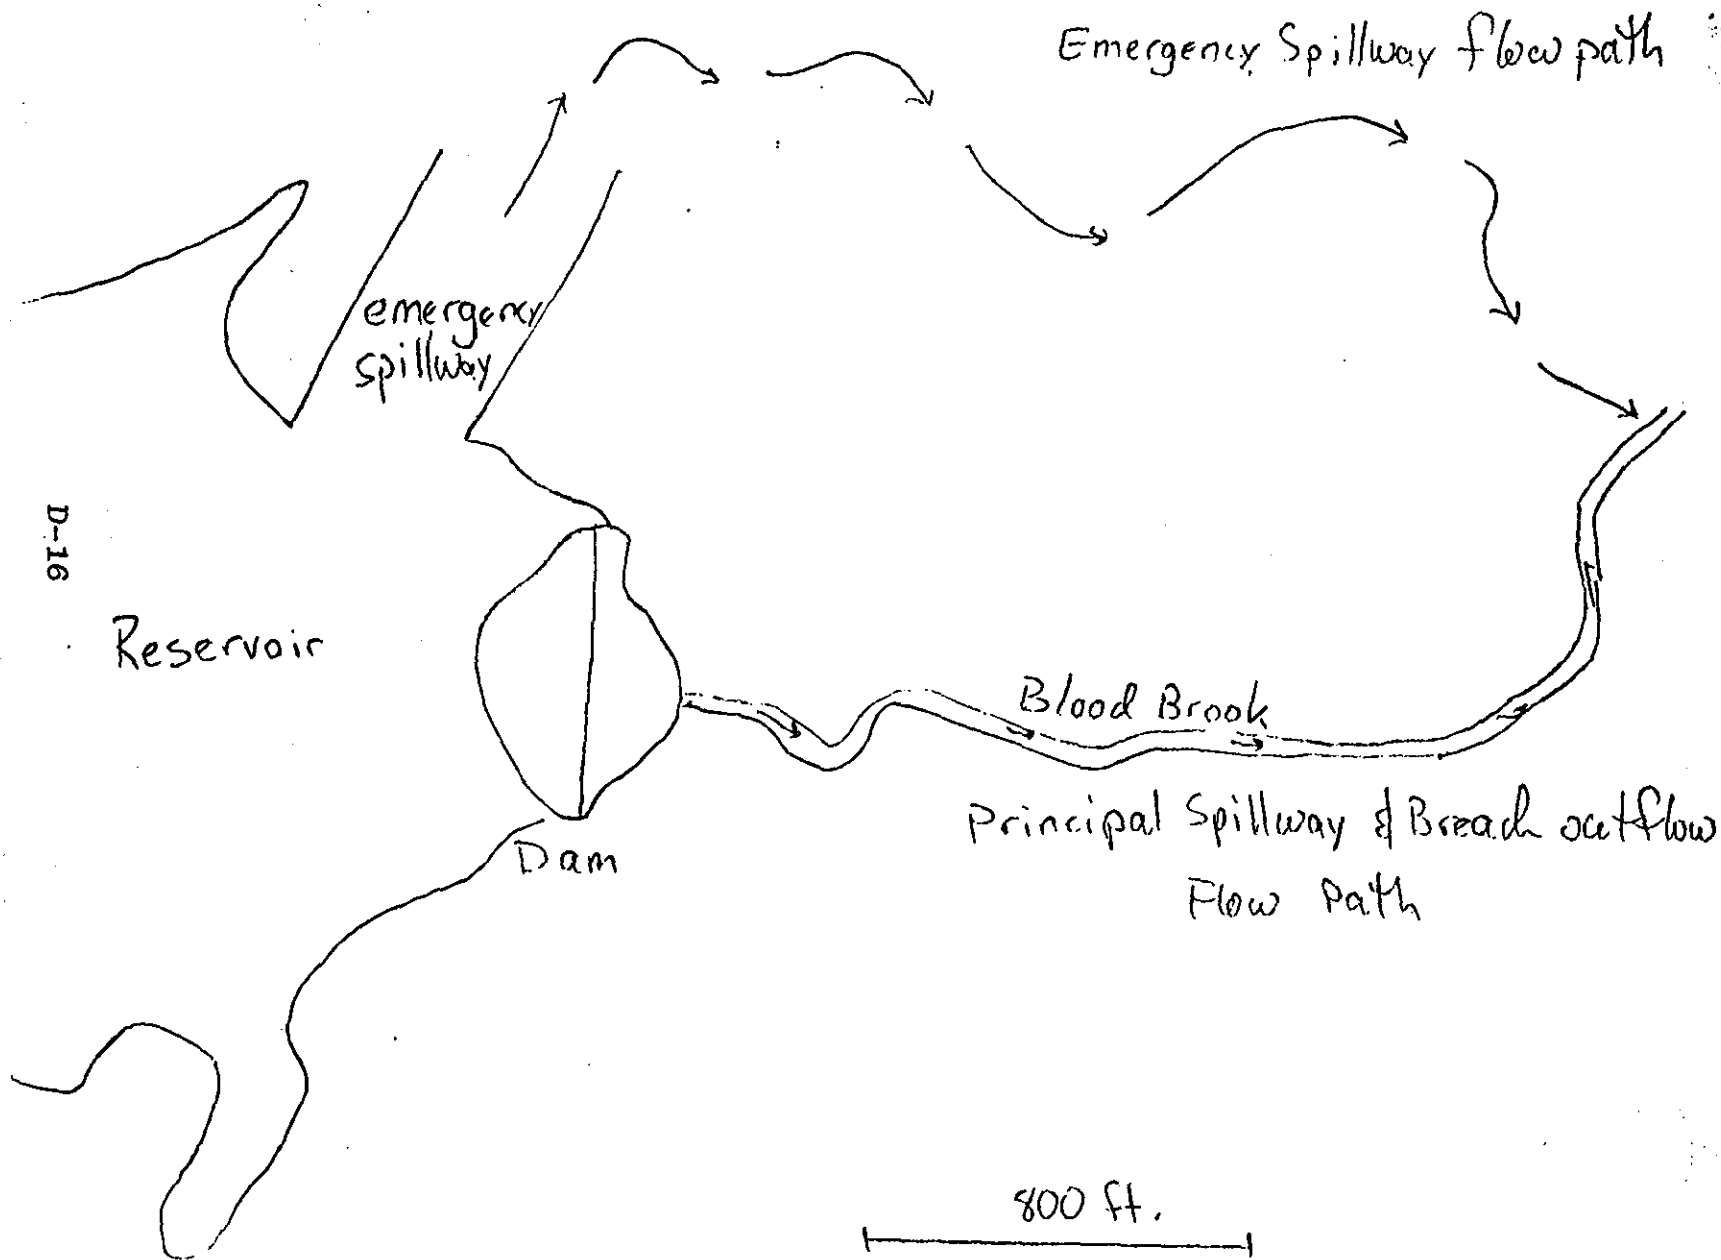 Emergency Spillway flow path
emergency
spillway
D-16
Reservoir
Blood Brook
Principal Spillway & Breach outflow
Flow Path
Dam
800 ft.